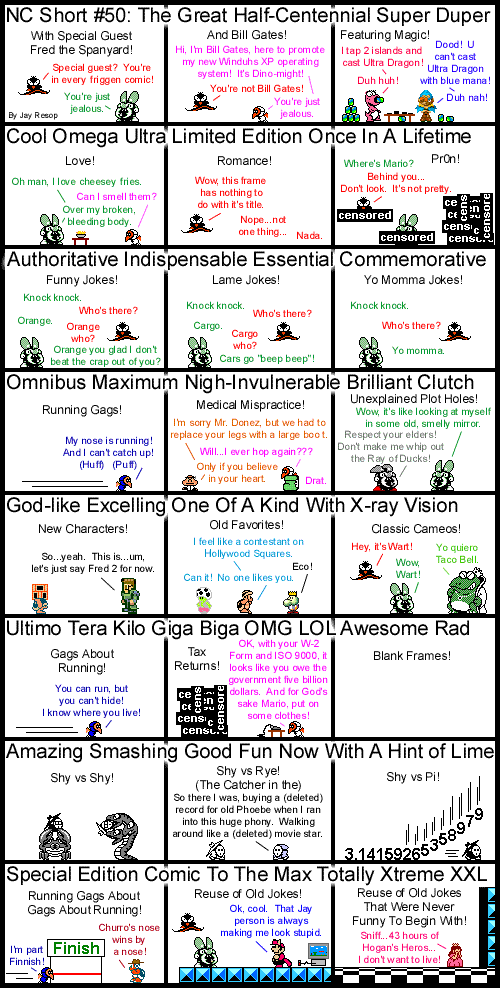 NC Short #50: The Great Half-Centennial Super Duper
With Special Guest
Fred the Spanyard!
Special guest? You're
in every friggen comic!
You're just
jealous.
By Jay Resop
And Bill Gates!
Hi, I'm Bill Gates, here to promote
my new Winduhs XP operating
system! It's Dino-might!
You're not Bill Gates!
You're just
jealous.
Featuring Magic!
I tap 2 islands and
cast Ultra Dragon!
Duh huh!
Dood! U
can't cast
Ultra Dragon
with blue mana!
Duh nah!
Cool Omega Ultra Limited Edition Once In A Lifetime
Love!
Oh man, I love cheesey fries.
Can I smell them?
Over my broken,
bleeding body.
Romance!
Wow, this frame
has nothing to
do with it's title.
Nope...not
one thing...
Nada.
Pr0n!
Where's Mario?
Behind you...
Don't look. It's not pretty.
censored
censored
Authoritative Indispensable Essential Commemorative
Funny Jokes!
Knock knock.
Who's there?
Orange.
Orange
who?
Orange you glad I don't
beat the crap out of you?
Lame Jokes!
Knock knock.
Who's there?
Cargo.
Cargo
who?
Cars go "beep beep"!
Yo Momma Jokes!
Knock knock.
Who's there?
Yo momma.
Omnibus Maximum Nigh-Invulnerable Brilliant Clutch
Running Gags!
My nose is running!
And I can't catch up!
(Huff) (Puff)
Medical Mispractice!
I'm sorry Mr. Donez, but we had to
replace your legs with a large boot.
Will...I ever hop again???
Only if you believe
in your heart.
Drat.
Unexplained Plot Holes!
Wow, it's like looking at myself
in some old, smelly mirror.
Respect your elders!
Don't make me whip out
the Ray of Ducks!
God-like Excelling One Of A Kind With X-ray Vision
New Characters!
So...yeah. This is...um,
let's just say Fred 2 for now.
Old Favorites!
I feel like a contestant on
Hollywood Squares.
Eco!
Can it! No one likes you.
Classic Cameos!
Hey, it's Wart!
Wow,
Wart!
Yo quiero
Taco Bell.
Ultimo Tera Kilo Giga Biga OMG LOL Awesome Rad
Gags About
Running!
You can run, but
you can't hide!
I know where you live!
Tax
Returns!
OK, with your W-2
Form and ISO 9000, it
looks like you owe the
government five billion
dollars. And for God's
sake Mario, put on
some clothes!
Blank Frames!
Amazing Smashing Good Fun Now With A Hint of Lime
Shy vs Shy!
Shy vs Rye!
(The Catcher in the)
So there I was, buying a (deleted)
record for old Phoebe when I ran
into this huge phony. Walking
around like a (deleted) movie star.
Shy vs Pi!
3.14159265358979
Special Edition Comic To The Max Totally Xtreme XXL
Running Gags About
Gags About Running!
Churro's nose
wins by
a nose!
I'm part
Finnish!
Finish
Reuse of Old Jokes!
Ok, cool. That Jay
person is always
making me look stupid.
Reuse of Old Jokes
That Were Never
Funny To Begin With!
Sniff...43 hours of
Hogan's Heros...
I don't want to live!